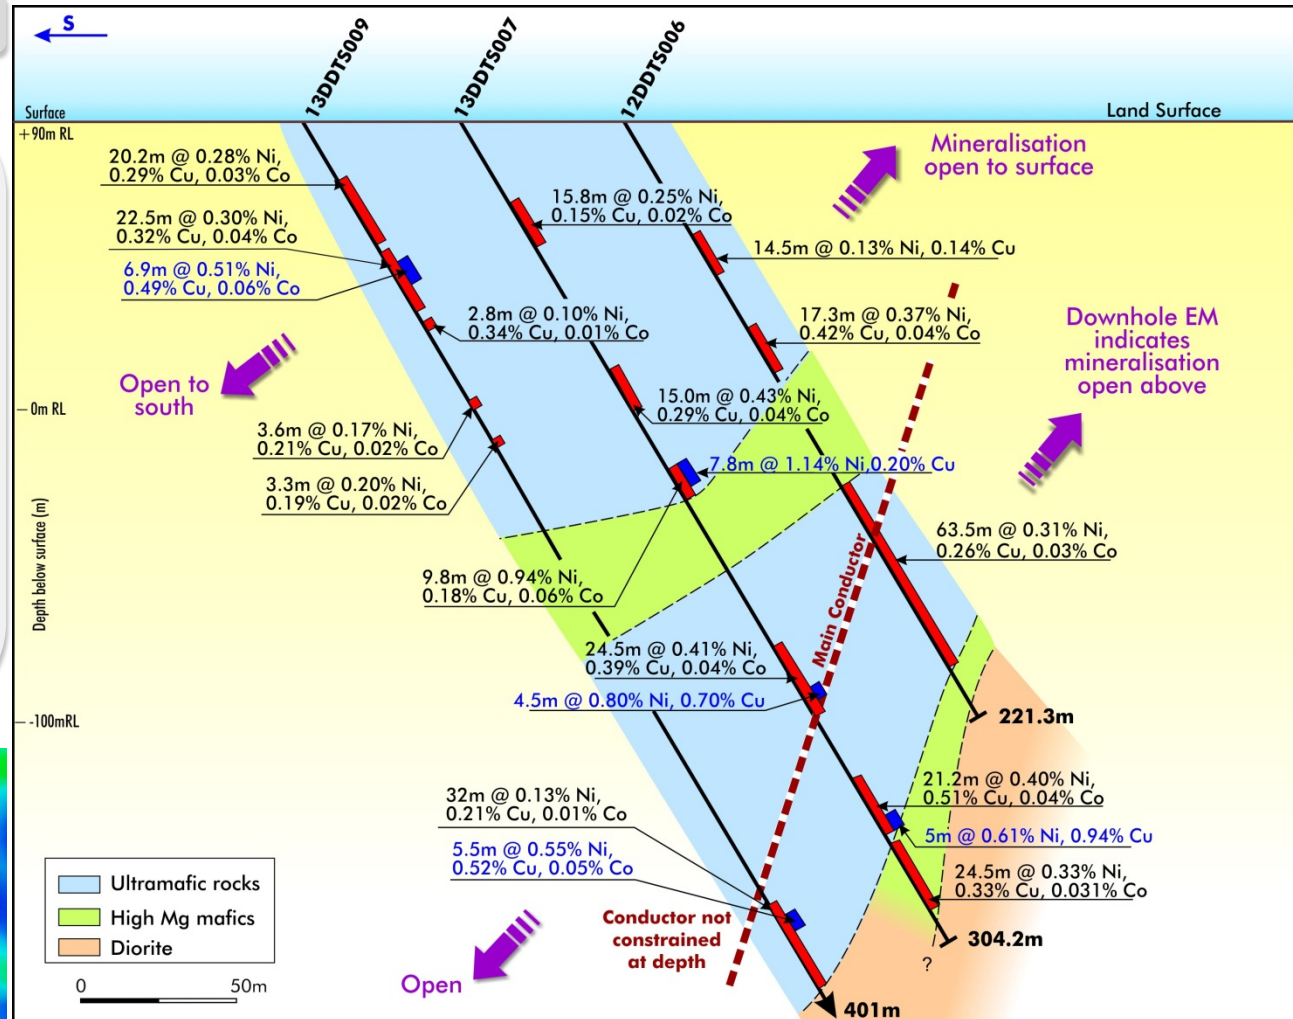 S
13DDTS009
13DDTS007
12DDTS006
Surface
Land Surface
+90m RL
20.2m @ 0.28% Ni,
0.29% Cu, 0.03% Co
22.5m @ 0.30% Ni,
0.32% Cu, 0.04% Co
6.9m @ 0.51% Ni,
0.49% Cu, 0.06% Co
15.8m @ 0.25% Ni,
0.15% Cu, 0.02% Co
Mineralisation
open to surface
14.5m @ 0.13% Ni, 0.14% Cu
2.8m @ 0.10% Ni,
0.34% Cu, 0.01% Co
17.3m @ 0.37% Ni,
0.42% Cu, 0.04% Co
Downhole EM
indicates
mineralisation
open above
Open to
south
0m RL
15.0m @ 0.43% Ni,
0.29% Cu, 0.04% Co
3.6m @ 0.17% Ni,
0.21% Cu, 0.02% Co
7.8m @ 1.14% Ni,0.20% Cu
3.3m @ 0.20% Ni,
0.19% Cu, 0.02% Co
63.5m @ 0.31% Ni,
0.26% Cu, 0.03% Co
Depth below surface (m)
9.8m @ 0.94% Ni,
0.18% Cu, 0.06% Co
Main Conductor
24.5m @ 0.41% Ni,
0.39% Cu, 0.04% Co
4.5m @ 0.80% Ni, 0.70% Cu
-100mRL
221.3m
32m @ 0.13% Ni,
0.21% Cu, 0.01% Co
21.2m @ 0.40% Ni,
0.51% Cu, 0.04% Co
5.5m @ 0.55% Ni,
0.52% Cu, 0.05% Co
5m @ 0.61% Ni, 0.94% Cu
24.5m @ 0.33% Ni,
0.33% Cu, 0.031% Co
Ultramafic rocks
High Mg mafics
Diorite
Conductor not
constrained
at depth
304.2m
?
Open
0 50m
401m